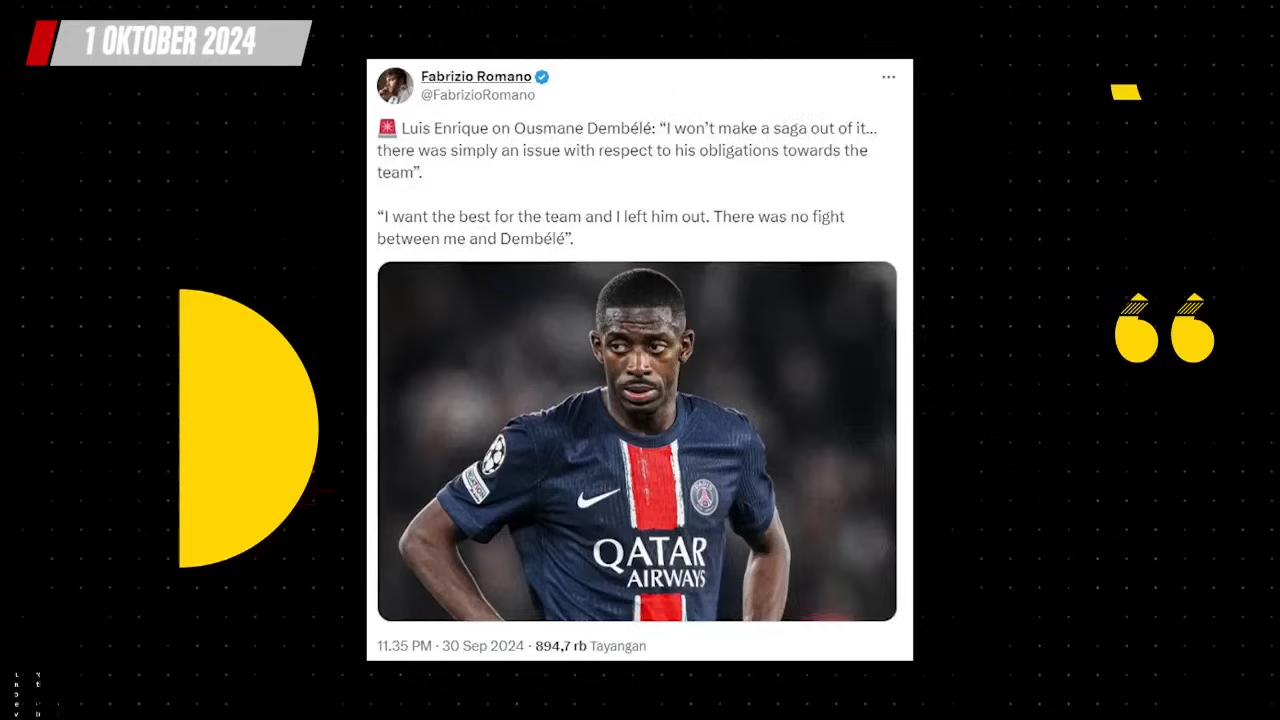 1 OKTOBER 2024
Fabrizio Romano
@FabrizioRomano
Luis Enrique on Ousmane Dembélé: “I won’t make a saga out of it...
there was simply an issue with respect to his obligations towards the
team”.
“I want the best for the team and I left him out. There was no fight
between me and Dembélé”.
QATAR
AIRWAYS
PARIS
11.35 PM · 30 Sep 2024 · 894,7 rb Tayangan